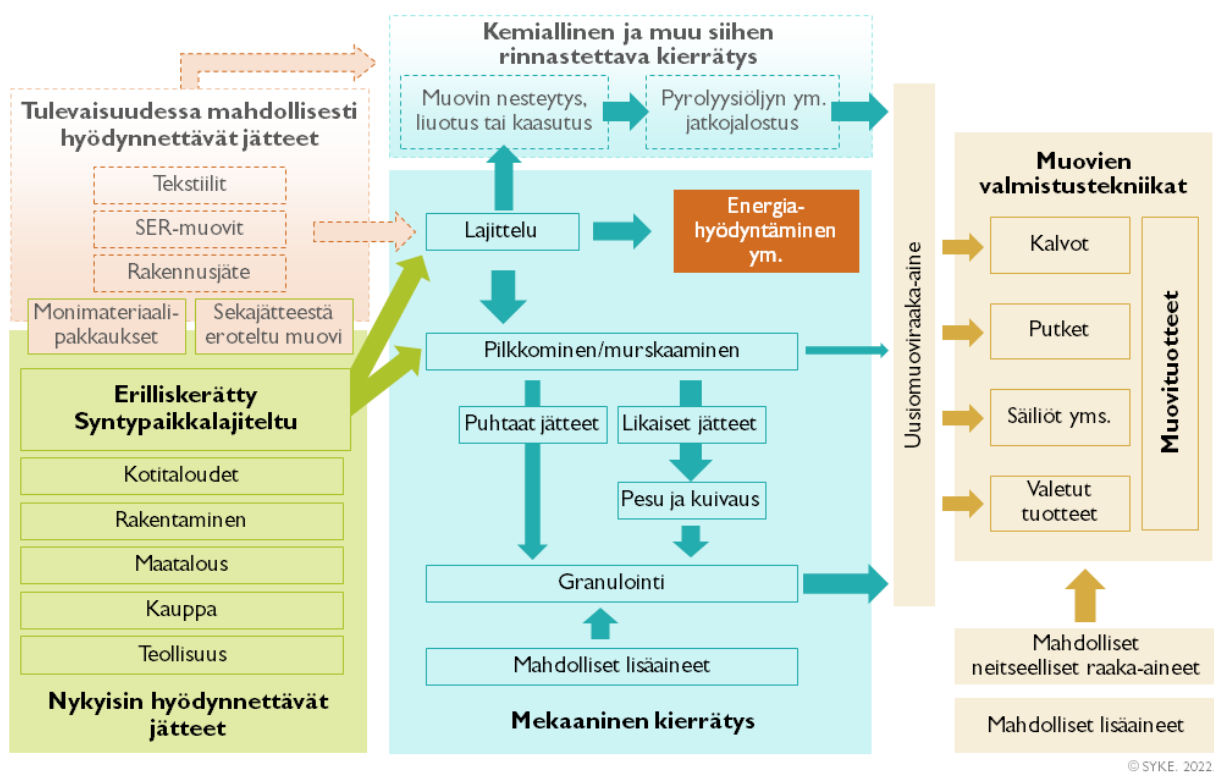 Kemiallinen ja muu siihen
rinnastettava kierrätys
Muovin nesteytys,
liuotus tai kaasutus
Pyrolyysiöljyn ym.
jatkojalostus
Tulevaisuudessa mahdollisesti
hyödynnettävät jätteet
Tekstiilit
SER-muovit
Rakennusjäte
Monimateriaali-
pakkaukset
Sekajätteestä
eroteltu muovi
Erilliskerätty
Syntypaikkalajiteltu
Kotitaloudet
Rakentaminen
Maatalous
Kauppa
Teollisuus
Nykyisin hyödynnettävät
jätteet
Lajittelu
Energia-
hyödyntäminen
ym.
Pilkkominen/murskaaminen
Puhtaat jätteet
Likaiset jätteet
Pesu ja kuivaus
Granulointi
Mahdolliset lisäaineet
Mekaaninen kierrätys
Uusiomuoviraaka-aine
Muovien
valmistustekniikat
Kalvot
Putket
Säiliöt yms.
Valetut
tuotteet
Muovituotteet
Mahdolliset
neitseelliset raaka-aineet
Mahdolliset lisäaineet
© SYKE. 2022